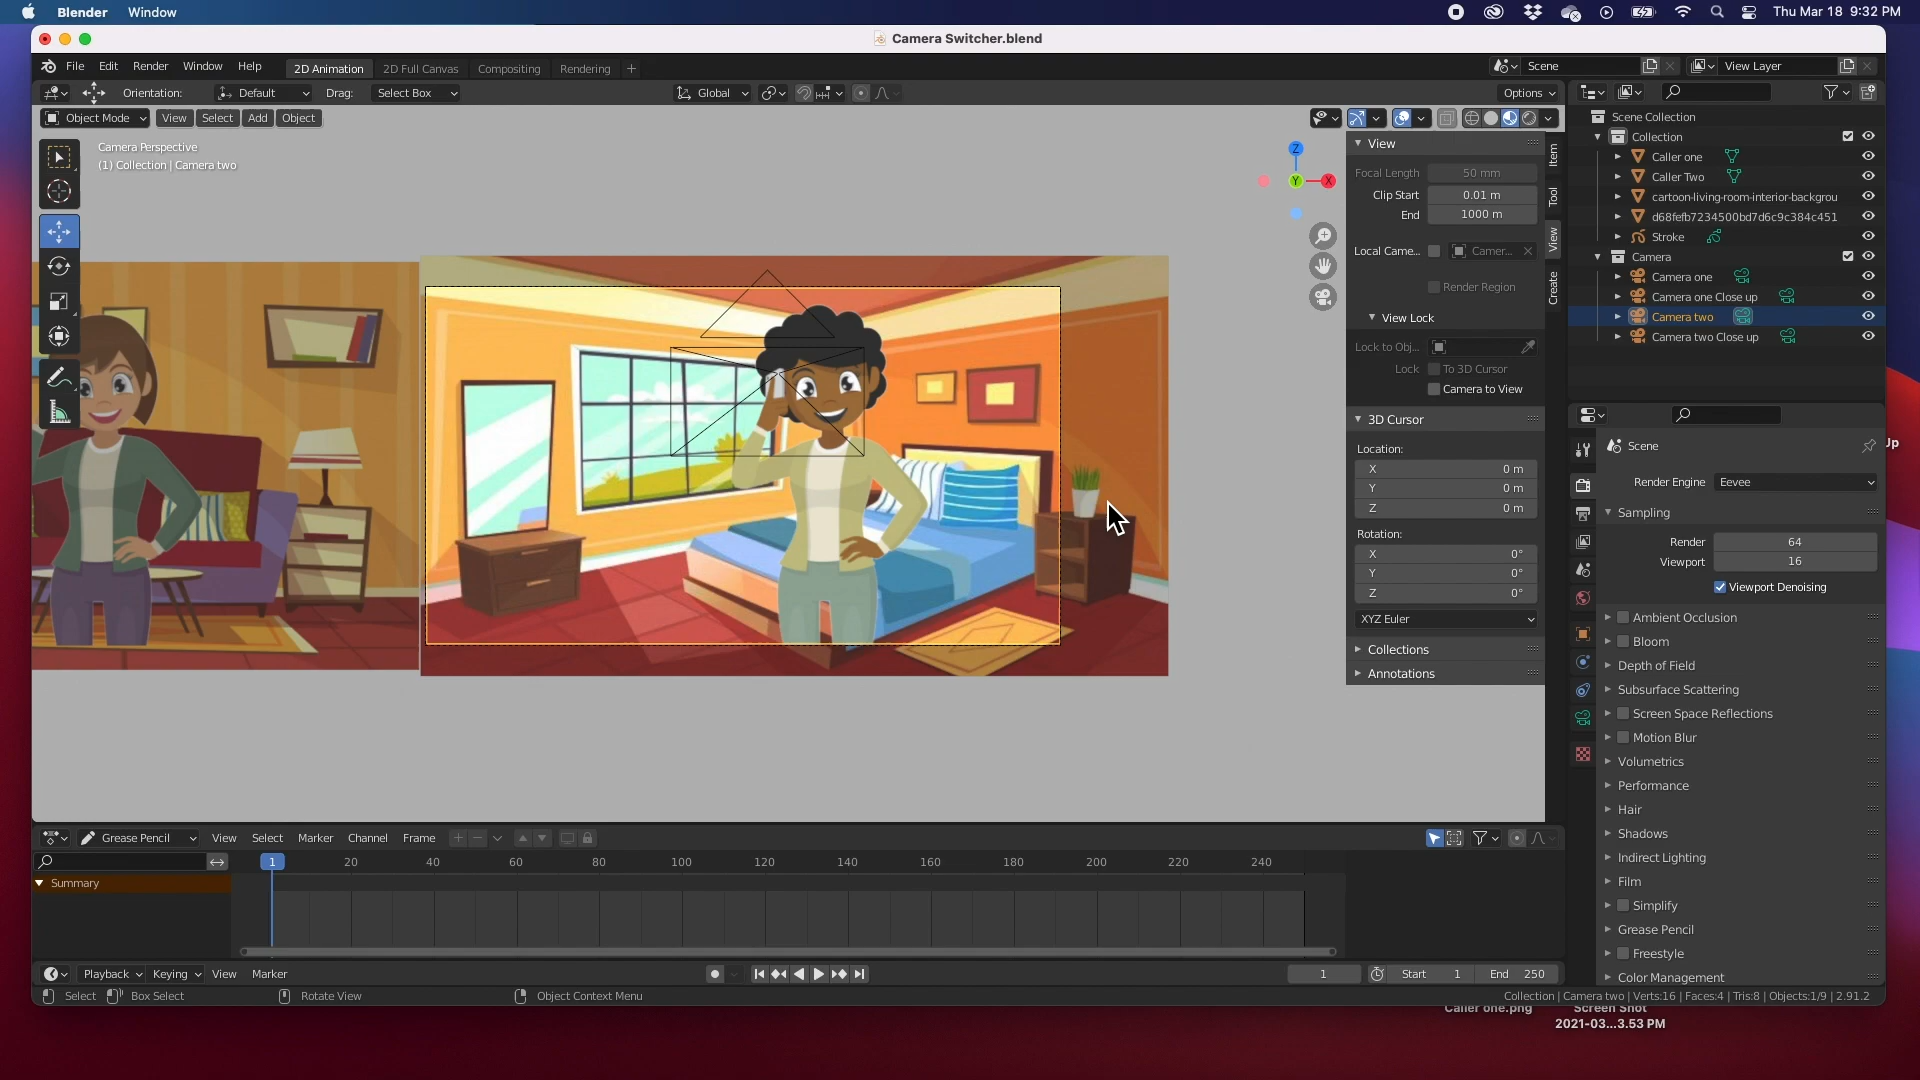 Blender Window Thu Mar 18 9:32 PM
Camera Switcher.blend
File Edit Render Window Help 2D Animation 2D Full Canvas Compositing Rendering + Scene View Layer
Orientation: Default Drag: Select Box Global Options
Object Mode View Select Add Object
Camera Perspective
(1) Collection | Camera two
Z
Y
X
View
Focal Length 50 mm
Clip Start 0.01 m
End 1000 m
Local Came... Camer...
Render Region
View Lock
Lock to Obj...
Lock To 3D Cursor
Camera to View
3D Cursor
Location:
X 0 m
Y 0 m
Z 0 m
Rotation:
X 0°
Y 0°
Z 0°
XYZ Euler
Collections
Annotations
Item
Tool
View
Create
Scene Collection
Collection
Caller one
Caller Two
cartoon-living-room-interior-backgrou
d68fefb7234500bd7d6c9c384c451
Stroke
Camera
Camera one
Camera one Close up
Camera two
Camera two Close up
Scene
Render Engine Eevee
Sampling
Render 64
Viewport 16
Viewport Denoising
Ambient Occlusion
Bloom
Depth of Field
Subsurface Scattering
Screen Space Reflections
Motion Blur
Volumetrics
Performance
Hair
Shadows
Indirect Lighting
Film
Simplify
Grease Pencil
Freestyle
Color Management
Up
Grease Pencil View Select Marker Channel Frame
1 20 40 60 80 100 120 140 160 180 200 220 240
Summary
Playback Keying View Marker 1 Start 1 End 250
Select Box Select Rotate View Object Context Menu Collection | Camera two | Verts:16 | Faces:4 | Tris:8 | Objects:1/9 | 2.91.2
Caller one.png Screen Shot
2021-03...3.53 PM